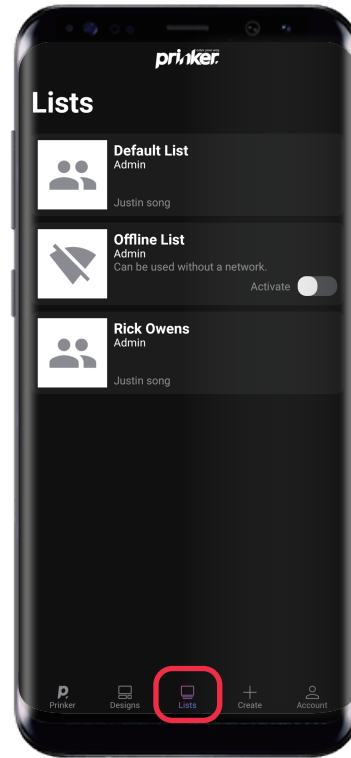 prinker
Lists
Default List
Admin
Justin song
Offline List
Admin
Can be used without a network.
Activate
Rick Owens
Admin
Justin song
Prinker
Designs
Lists
Create
Account